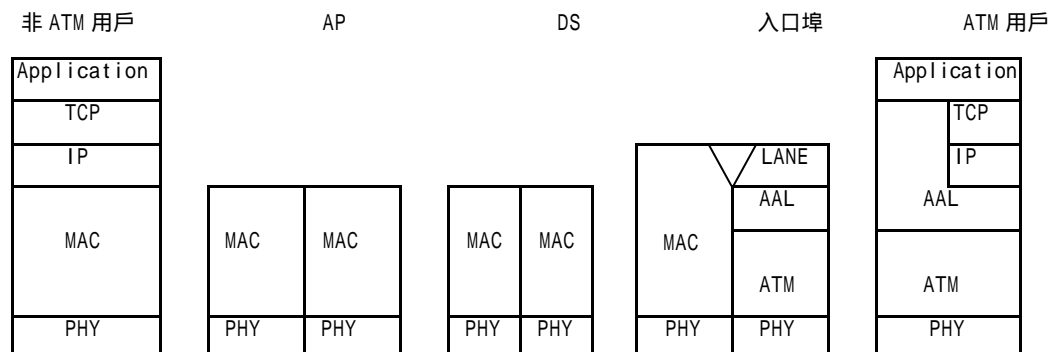 非 ATM 用戶 AP DS 入口埠 ATM 用戶
Application Application
TCP TCP
IP LANE IP
AAL AAL
MAC MAC MAC MAC MAC MAC
ATM ATM
PHY PHY PHY PHY PHY PHY PHY PHY